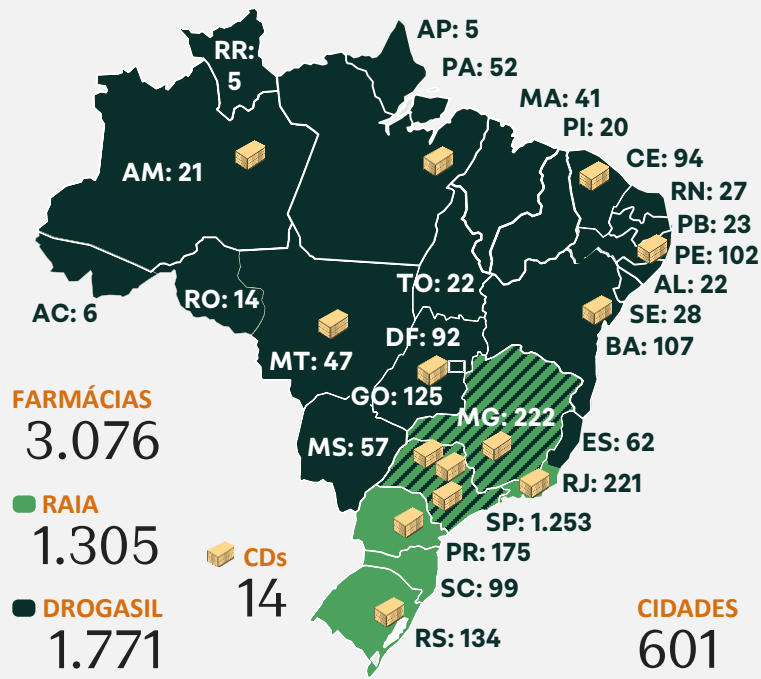 AP: 5
RR:
5
PA: 52
MA: 41
PI: 20
CE: 94
AM: 21
RN: 27
PB: 23
PE: 102
TO: 22
AL: 22
RO: 14
AC: 6
SE: 28
DF: 92
BA: 107
MT: 47
GO: 125
FARMÁCIAS
3.076
MG: 222
MS: 57
ES: 62
RJ: 221
RAIA
1.305
SP: 1.253
PR: 175
CDs
14
SC: 99
DROGASIL
1.771
RS: 134
CIDADES
601